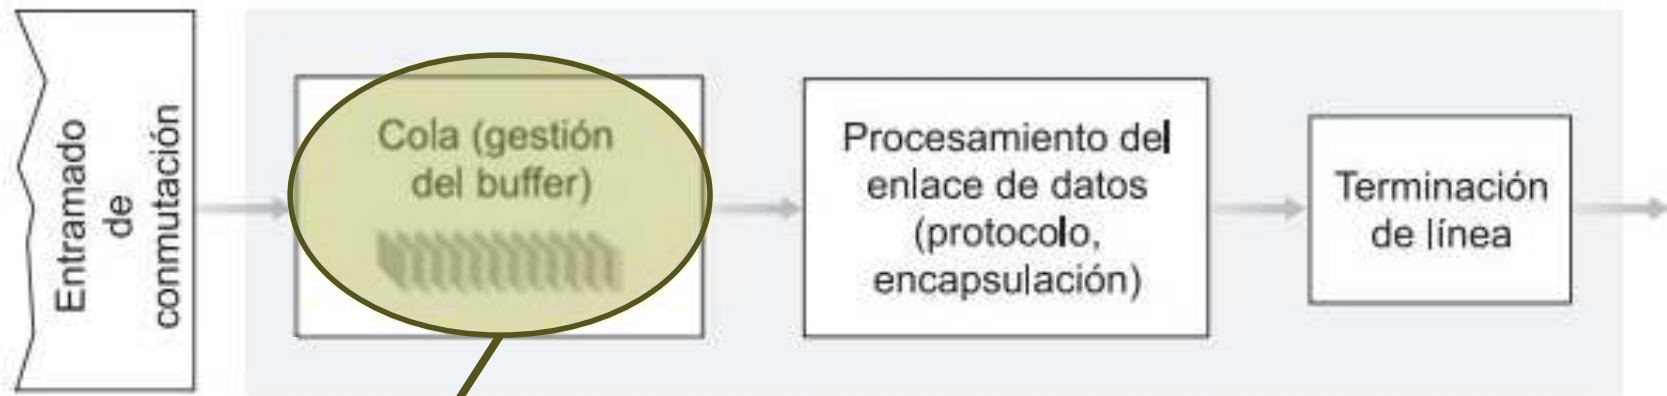 Entramado
de
conmutación
Cola (gestión
del buffer)
Procesamiento del
enlace de datos
(protocolo,
encapsulación)
Terminación
de línea